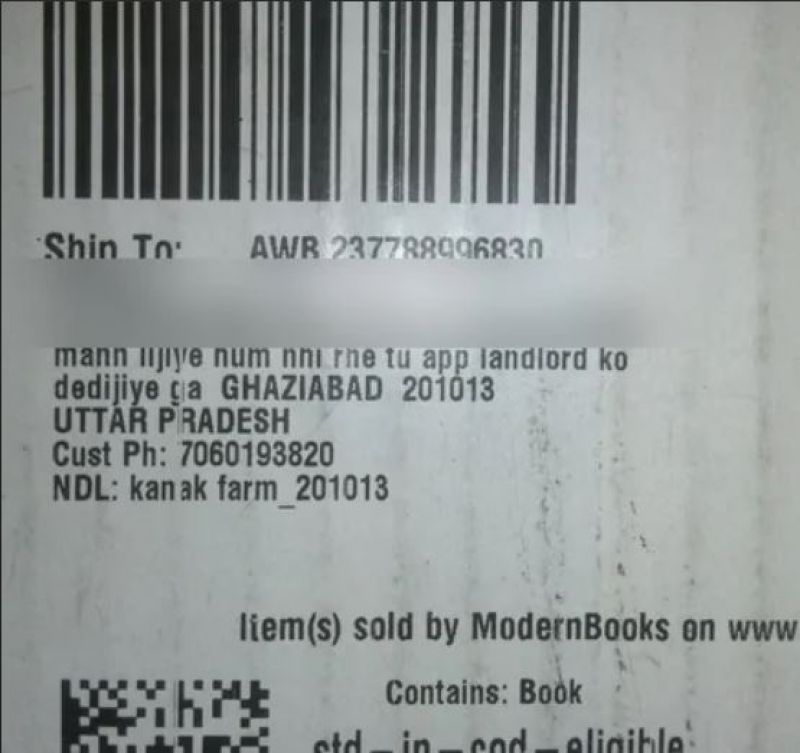 Ship To: AWB 237788996830
mann lijiye hum nhi rhe tu app landlord ko
dedijiye ga GHAZIABAD 201013
UTTAR PRADESH
Cust Ph: 7060193820
NDL: kanak farm_201013
Item(s) sold by ModernBooks on www
Contains: Book
std - in - cod - eligible